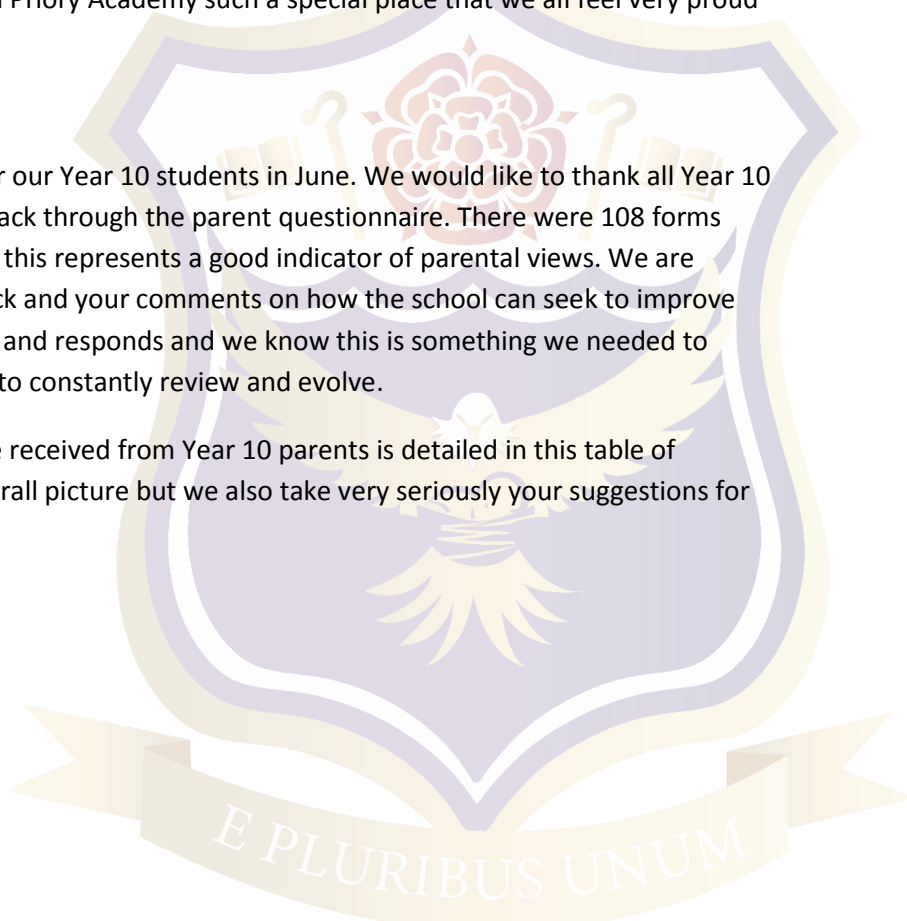 Priory Academy such a special place that we all feel very proud
r our Year 10 students in June. We would like to thank all Year 10
ack through the parent questionnaire. There were 108 forms
this represents a good indicator of parental views. We are
ck and your comments on how the school can seek to improve
and responds and we know this is something we needed to
to constantly review and evolve.
e received from Year 10 parents is detailed in this table of
rall picture but we also take very seriously your suggestions for
E PLURIBUS UNUM